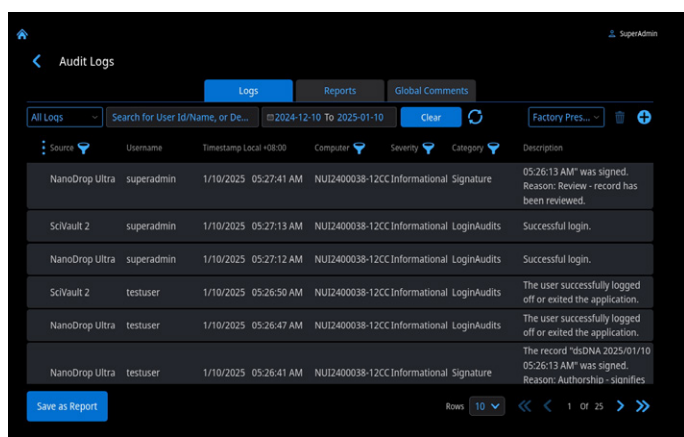 SuperAdmin
Audit Logs
Logs Reports Global Comments
All Logs Search for User Id/Name, or De... 2024-12-10 To 2025-01-10 Clear Factory Pres...
Source Username Timestamp Local +08:00 Computer Severity Category Description
NanoDrop Ultra superadmin 1/10/2025 05:27:41 AM NUI2400038-12CC Informational Signature 05:26:13 AM" was signed.
Reason: Review - record has
been reviewed.
SciVault 2 superadmin 1/10/2025 05:27:13 AM NUI2400038-12CC Informational LoginAudits Successful login.
NanoDrop Ultra superadmin 1/10/2025 05:27:12 AM NUI2400038-12CC Informational LoginAudits Successful login.
SciVault 2 testuser 1/10/2025 05:26:50 AM NUI2400038-12CC Informational LoginAudits The user successfully logged
off or exited the application.
NanoDrop Ultra testuser 1/10/2025 05:26:47 AM NUI2400038-12CC Informational LoginAudits The user successfully logged
off or exited the application.
NanoDrop Ultra testuser 1/10/2025 05:26:41 AM NUI2400038-12CC Informational Signature The record "dsDNA 2025/01/10
05:26:13 AM" was signed.
Reason: Authorship - signifies
Save as Report Rows 10 1 Of 25